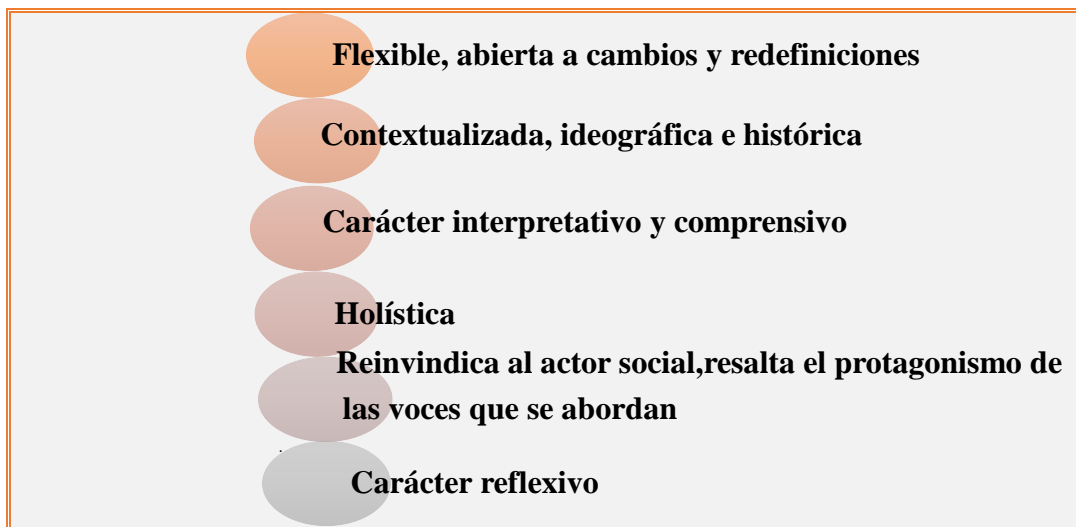 Flexible, abierta a cambios y redefiniciones
Contextualizada, ideográfica e histórica
Carácter interpretativo y comprensivo
Holística
Reinvindica al actor social,resalta el protagonismo de
las voces que se abordan
Carácter reflexivo